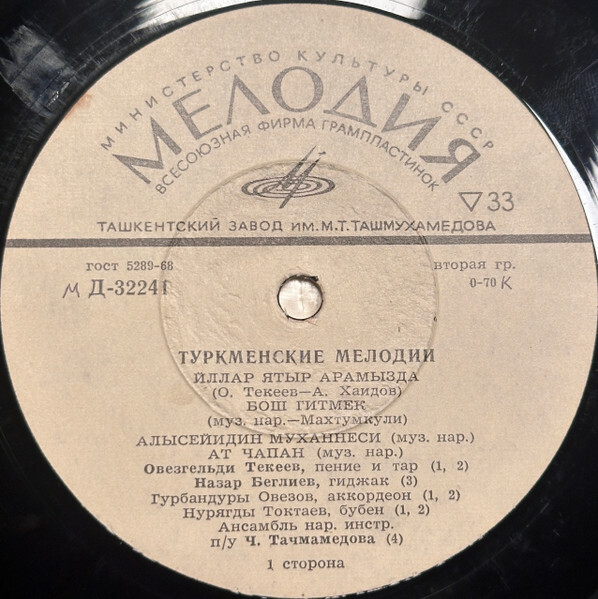 МИНИСТЕРСТВО КУЛЬТУРЫ СССР
МЕЛОДИЯ
ВСЕСОЮЗНАЯ ФИРМА ГРАМПЛАСТИНОК
33
ТАШКЕНТСКИЙ ЗАВОД ИМ. М.Т. ТАШМУХАМЕДОВА
гост 5289-68
вторая гр.
М Д-32241
0-70 К
ТУРКМЕНСКИЕ МЕЛОДИИ
ЙЛЛАР ЯТЫР АРАМЫЗДА
(О. Текеев—А. Хаидов)
БОШ ГИТМЕК
(муз. нар.—Махтумкули)
АЛЫСЕЙИДИН МУХАННЕСИ (муз. нар.)
АТ ЧАПАН (муз. нар.)
Овезгельди Текеев, пение и тар (1, 2)
Назар Беглиев, гиджак (3)
Гурбандуры Овезов, аккордеон (1, 2)
Нурягды Токтаев, бубен (1, 2)
Ансамбль нар. инстр.
п/у Ч. Тачмамедова (4)
1 сторона